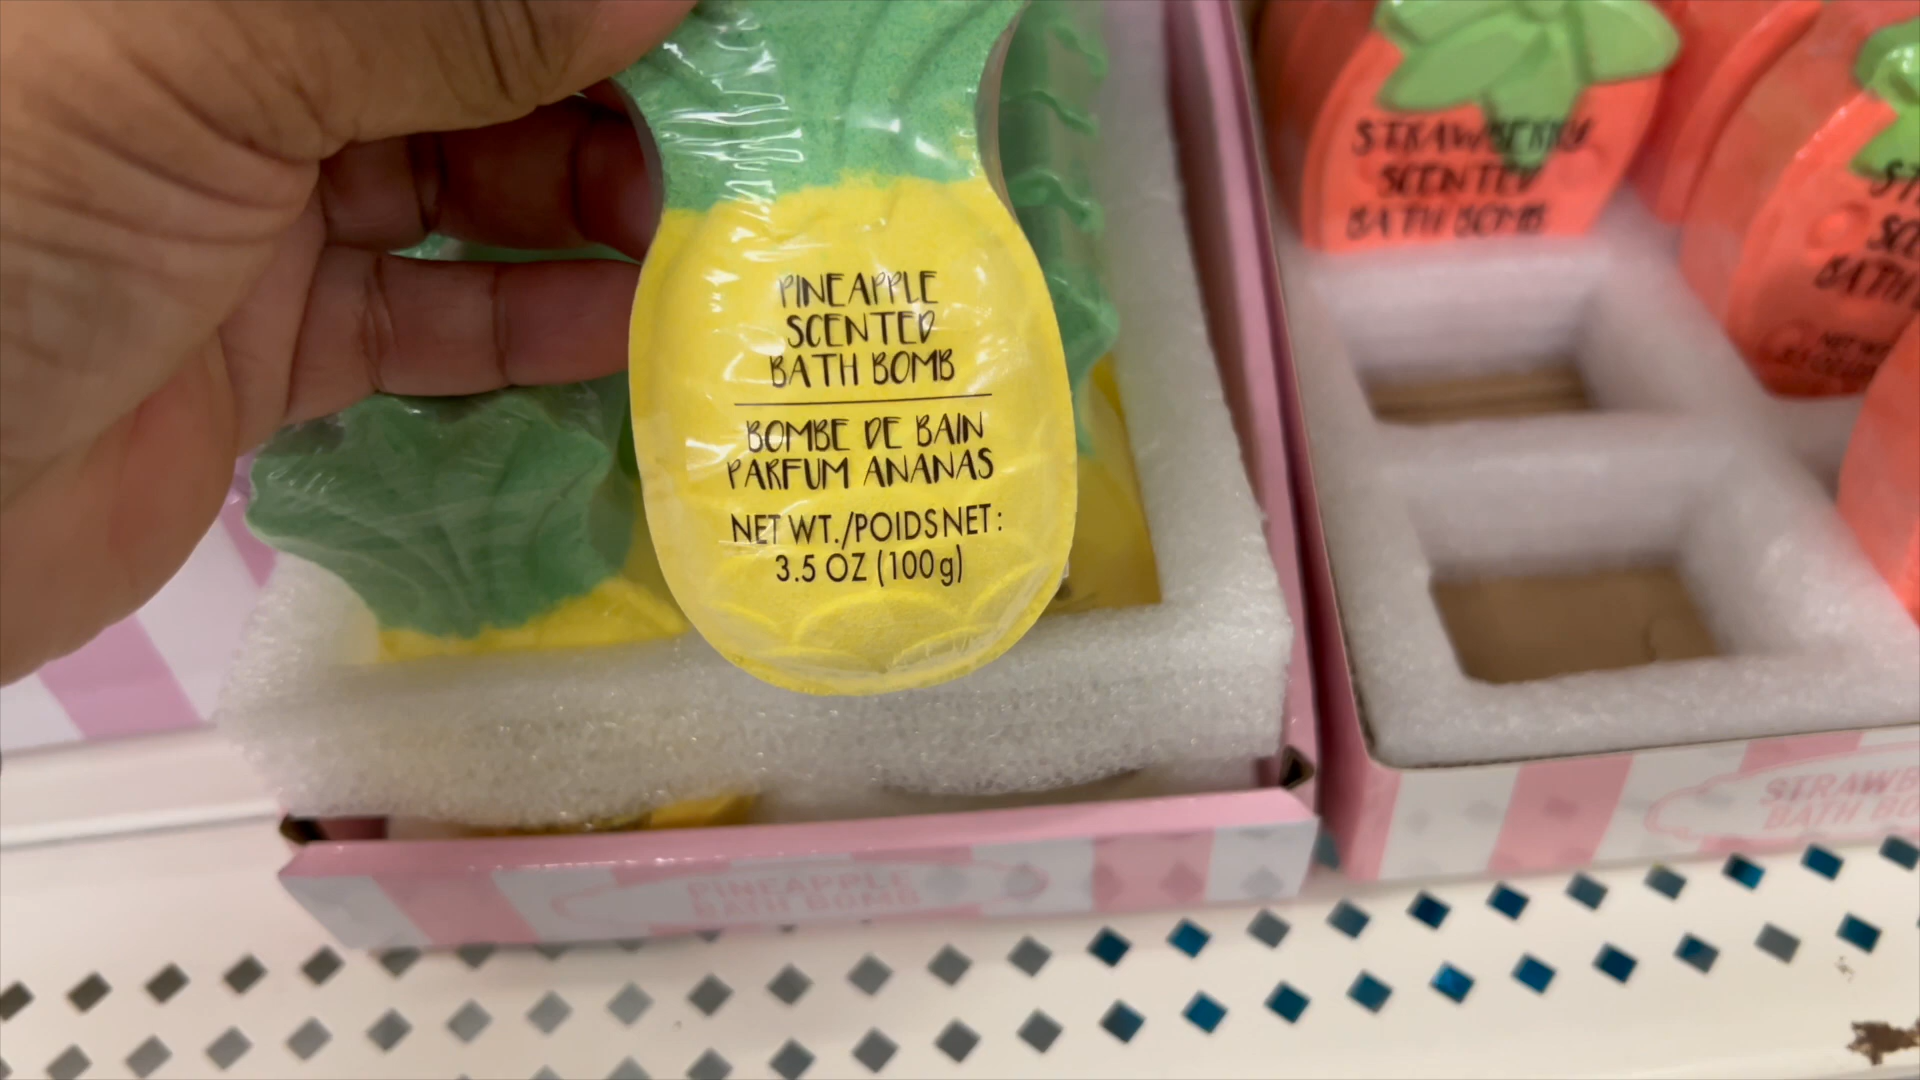 PINEAPPLE
SCENTED
BATH BOMB
BOMBE DE BAIN
PARFUM ANANAS
NET WT./POIDS NET:
3.5 OZ (100g)
STRAWBERRY
SCENTED
BATH BOMB
PINEAPPLE
BATH BOMB